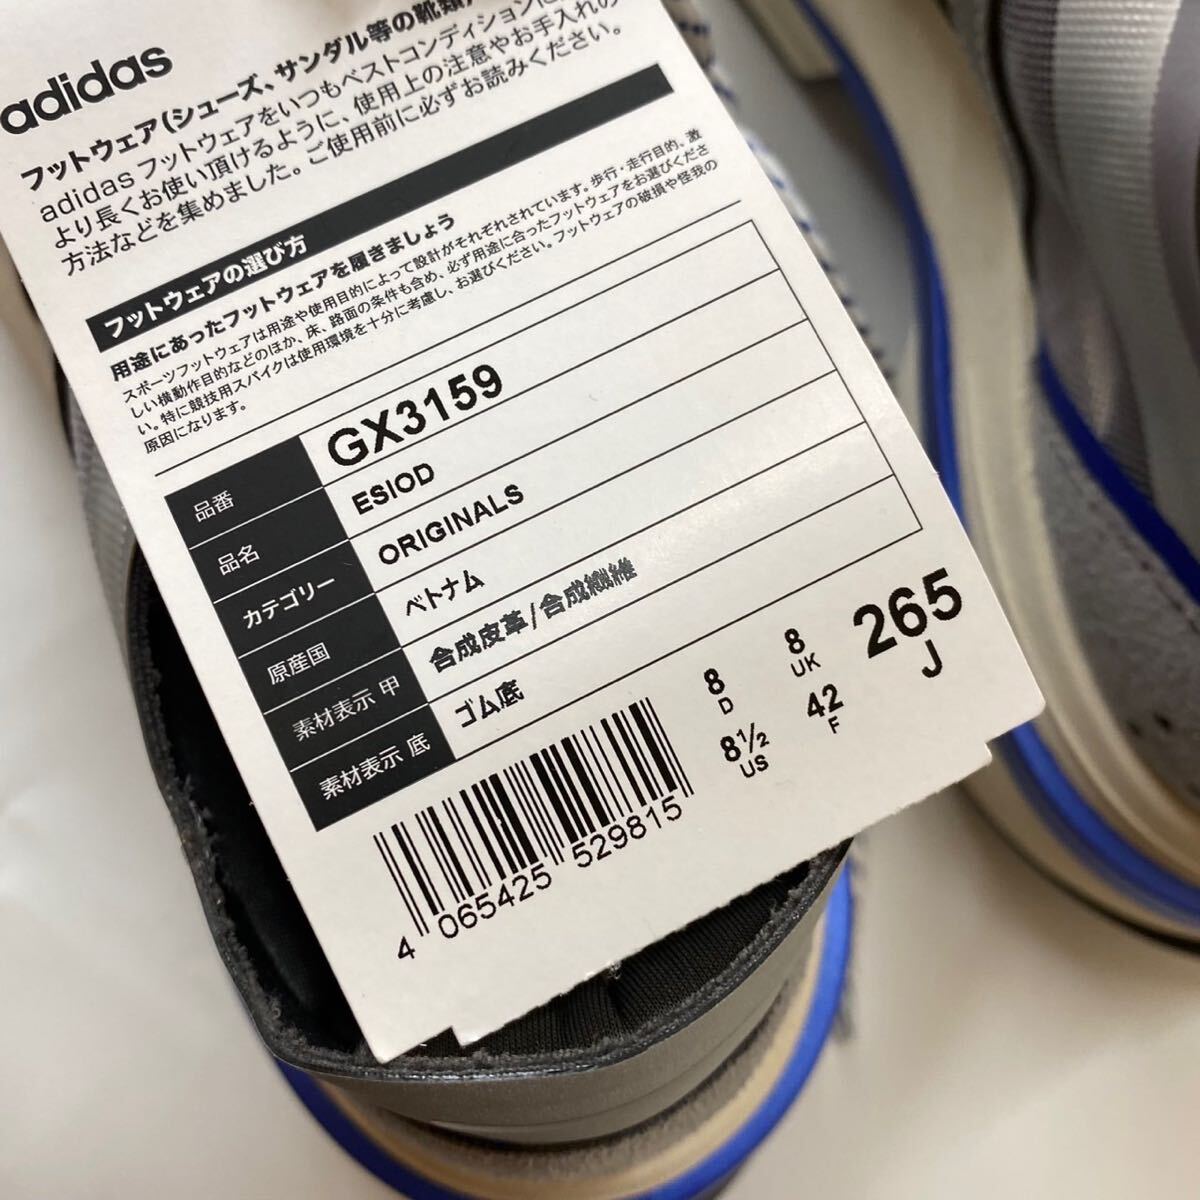 adidas
フットウェア(シューズ、サンダル等の靴類)
adidas フットウェアをいつもベストコンディションに
より長くお使い頂けるように、使用上の注意やお手入れの
方法などを集めました。ご使用前に必ずお読みください。
フットウェアの選び方
用途にあったフットウェアを履きましょう
スポーツフットウェアは用途や使用目的によって設計がそれぞれされています。歩行・走行目的、激
しい横動作目的などのほか、床、路面の条件も含め、必ず用途に合ったフットウェアをお選びくださ
い。特に競技用スパイクは使用環境を十分に考慮し、お選びください。フットウェアの破損や怪我の
原因になります。
品番 GX3159
品名 ESIOD
カテゴリー ORIGINALS
原産国 ベトナム
素材表示 甲 合成皮革/合成繊維
素材表示 底 ゴム底
8 D
8 UK
265 J
8½ US
42 F
4 065425 529815